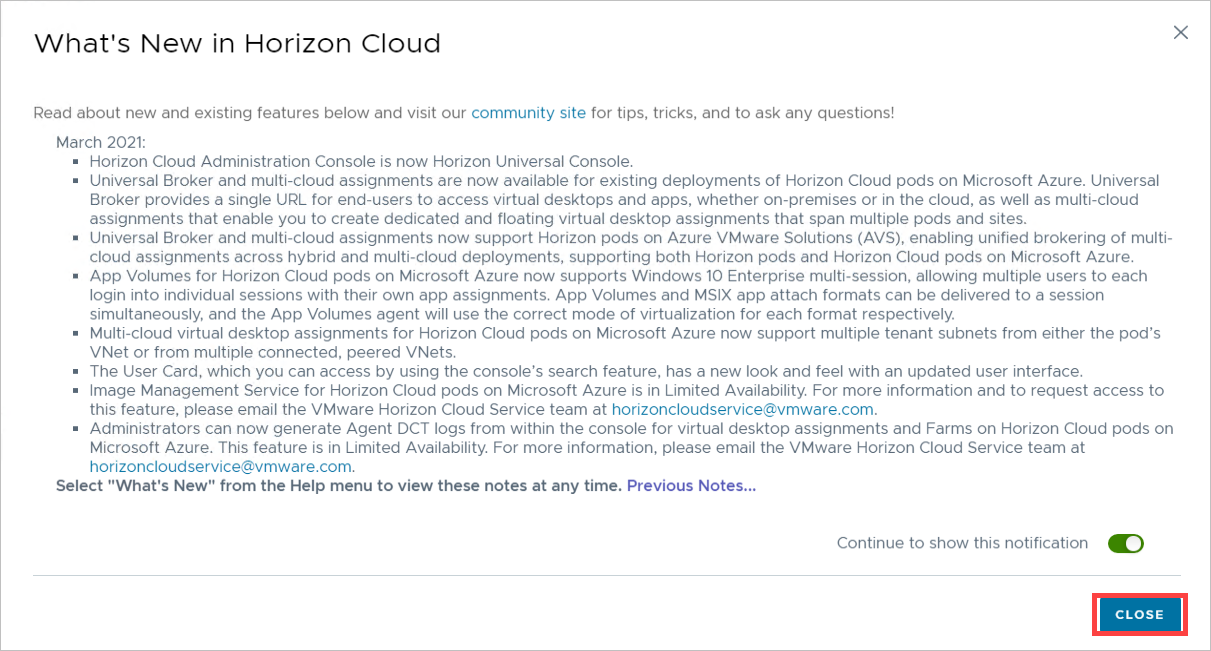 What's New in Horizon Cloud
Read about new and existing features below and visit our community site for tips, tricks, and to ask any questions!
March 2021:
Horizon Cloud Administration Console is now Horizon Universal Console.
Universal Broker and multi-cloud assignments are now available for existing deployments of Horizon Cloud pods on Microsoft Azure. Universal
Broker provides a single URL for end-users to access virtual desktops and apps, whether on-premises or in the cloud, as well as multi-cloud
assignments that enable you to create dedicated and floating virtual desktop assignments that span multiple pods and sites.
Universal Broker and multi-cloud assignments now support Horizon pods on Azure VMware Solutions (AVS), enabling unified brokering of multi-
cloud assignments across hybrid and multi-cloud deployments, supporting both Horizon pods and Horizon Cloud pods on Microsoft Azure.
App Volumes for Horizon Cloud pods on Microsoft Azure now supports Windows 10 Enterprise multi-session, allowing multiple users to each
login into individual sessions with their own app assignments. App Volumes and MSIX app attach formats can be delivered to a session
simultaneously, and the App Volumes agent will use the correct mode of virtualization for each format respectively.
Multi-cloud virtual desktop assignments for Horizon Cloud pods on Microsoft Azure now support multiple tenant subnets from either the pod's
VNet or from multiple connected, peered VNets.
The User Card, which you can access by using the console's search feature, has a new look and feel with an updated user interface.
Image Management Service for Horizon Cloud pods on Microsoft Azure is in Limited Availability. For more information and to request access to
this feature, please email the VMware Horizon Cloud Service team at horizoncloudservice@vmware.com.
Administrators can now generate Agent DCT logs from within the console for virtual desktop assignments and Farms on Horizon Cloud pods on
Microsoft Azure. This feature is in Limited Availability. For more information, please email the VMware Horizon Cloud Service team at
horizoncloudservice@vmware.com.
Select "What's New" from the Help menu to view these notes at any time. Previous Notes...
Continue to show this notification
CLOSE